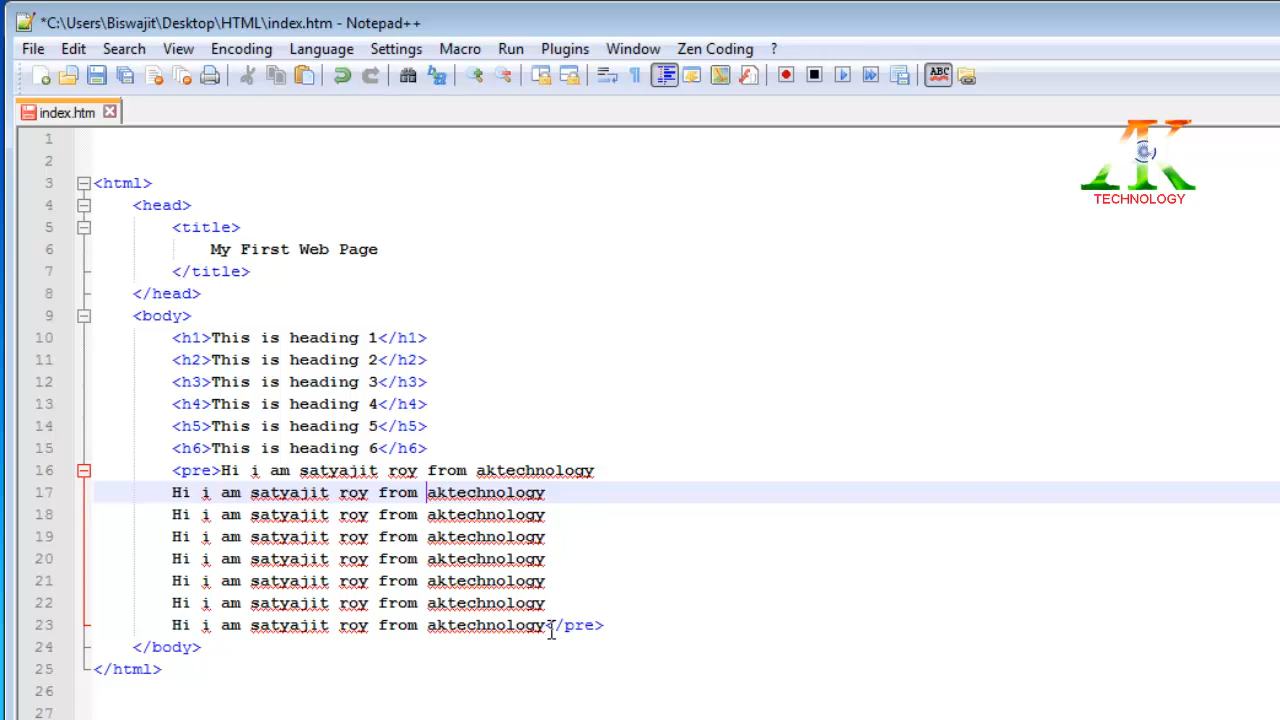 *C:\Users\Biswajit\Desktop\HTML\index.htm - Notepad++
File Edit Search View Encoding Language Settings Macro Run Plugins Window Zen Coding ?
ABC
index.htm
AK
TECHNOLOGY
1
2
3 <html>
4 <head>
5 <title>
6 My First Web Page
7 </title>
8 </head>
9 <body>
10 <h1>This is heading 1</h1>
11 <h2>This is heading 2</h2>
12 <h3>This is heading 3</h3>
13 <h4>This is heading 4</h4>
14 <h5>This is heading 5</h5>
15 <h6>This is heading 6</h6>
16 <pre>Hi i am satyajit roy from aktechnology
17 Hi i am satyajit roy from aktechnology
18 Hi i am satyajit roy from aktechnology
19 Hi i am satyajit roy from aktechnology
20 Hi i am satyajit roy from aktechnology
21 Hi i am satyajit roy from aktechnology
22 Hi i am satyajit roy from aktechnology
23 Hi i am satyajit roy from aktechnology</pre>
24 </body>
25 </html>
26
27